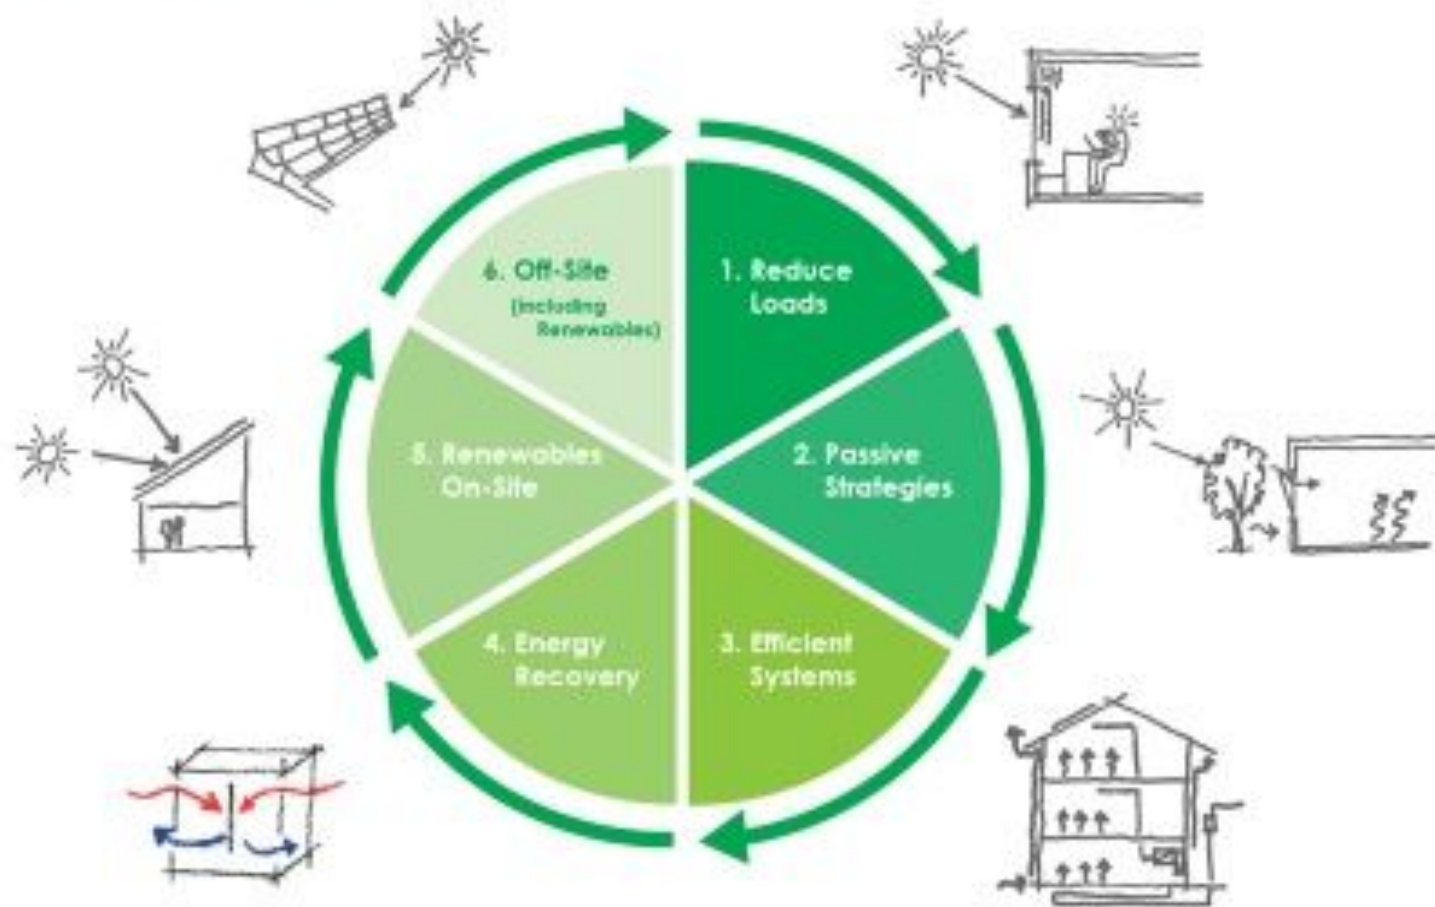 1. Reduce
Loads
2. Passive
Strategies
3. Efficient
Systems
4. Energy
Recovery
5. Renewables
On-Site
6. Off-Site
(Including
Renewables)